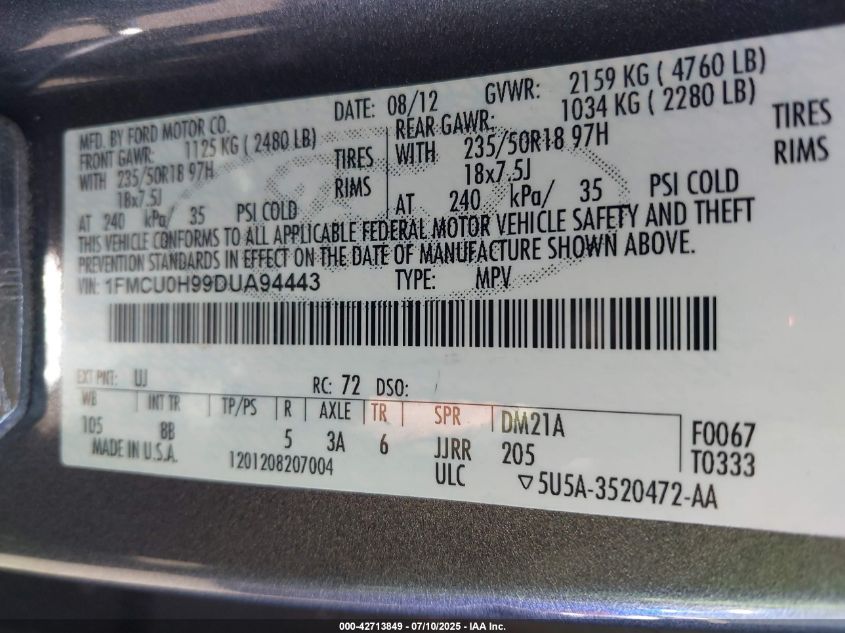 MFD. BY FORD MOTOR CO.
DATE: 08/12 GVWR: 2159 KG ( 4760 LB)
FRONT GAWR: 1125 KG ( 2480 LB)
REAR GAWR: 1034 KG ( 2280 LB)
WITH 235/50R18 97H TIRES
WITH 235/50R18 97H TIRES
18x7.5J RIMS
18x7.5J RIMS
AT 240 kPa/ 35 PSI COLD
AT 240 kPa/ 35 PSI COLD
THIS VEHICLE CONFORMS TO ALL APPLICABLE FEDERAL MOTOR VEHICLE SAFETY AND THEFT
PREVENTION STANDARDS IN EFFECT ON THE DATE OF MANUFACTURE SHOWN ABOVE.
VIN: 1FMCU0H99DUA94443 TYPE: MPV
EXT PNT: UJ RC: 72 DSO:
WB INT TR TP/PS R AXLE TR SPR DM21A F0067
105 8B 5 3A 6 JJRR 205 T0333
MADE IN U.S.A. 1201208207004 ULC ▽5U5A-3520472-AA
000-42713849 - 07/10/2025 - IAA Inc.